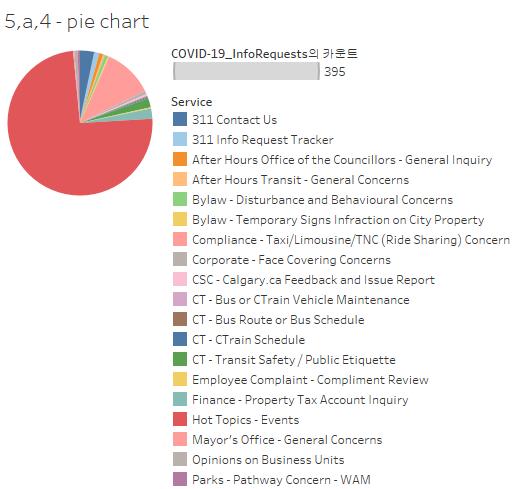 5,a,4 - pie chart
COVID-19_InfoRequests의 카운트
395
Service
311 Contact Us
311 Info Request Tracker
After Hours Office of the Councillors - General Inquiry
After Hours Transit - General Concerns
Bylaw - Disturbance and Behavioural Concerns
Bylaw - Temporary Signs Infraction on City Property
Compliance - Taxi/Limousine/TNC (Ride Sharing) Concern
Corporate - Face Covering Concerns
CSC - Calgary.ca Feedback and Issue Report
CT - Bus or CTrain Vehicle Maintenance
CT - Bus Route or Bus Schedule
CT - CTrain Schedule
CT - Transit Safety / Public Etiquette
Employee Complaint - Compliment Review
Finance - Property Tax Account Inquiry
Hot Topics - Events
Mayor's Office - General Concerns
Opinions on Business Units
Parks - Pathway Concern - WAM